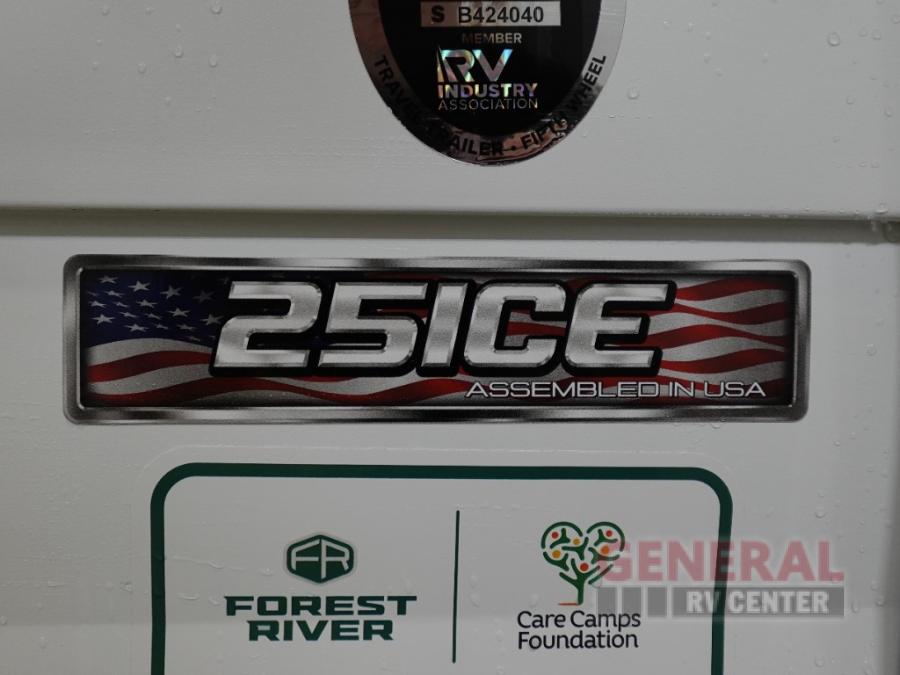 S B424040
MEMBER
RV
INDUSTRY
ASSOCIATION
TRAVEL TRAILER • FIFTH WHEEL
251CE
ASSEMBLED IN USA
FR
FOREST
RIVER
Care Camps
Foundation
GENERAL
RV CENTER